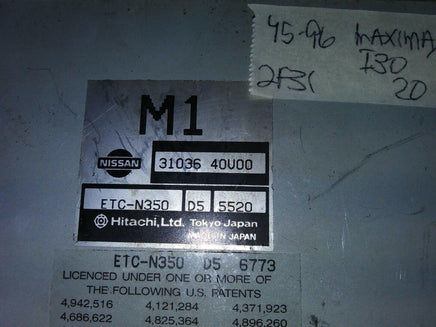 45-96 MAXIMA
I30
2F31 20
M1
NISSAN 31036 40U00
ETC-N350 D5 5520
Hitachi, Ltd. Tokyo Japan
MADE IN JAPAN
ETC-N350 D5 6773
LICENCED UNDER ONE OR MORE OF
THE FOLLOWING U.S. PATENTS
4,942,516 4,121,284 4,371,923
4,686,622 4,825,364 4,896,260